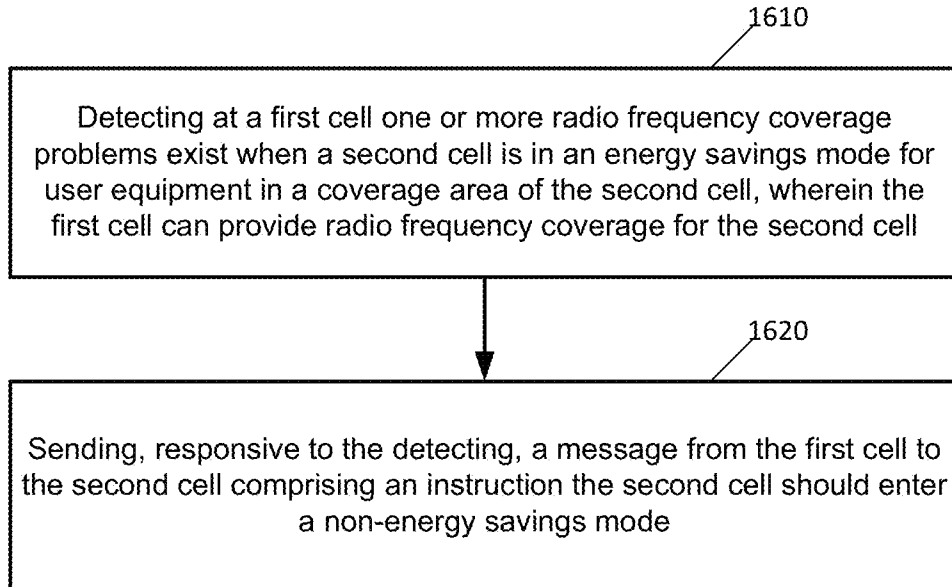 1610
Detecting at a first cell one or more radio frequency coverage
problems exist when a second cell is in an energy savings mode for
user equipment in a coverage area of the second cell, wherein the
first cell can provide radio frequency coverage for the second cell
1620
Sending, responsive to the detecting, a message from the first cell to
the second cell comprising an instruction the second cell should enter
a non-energy savings mode